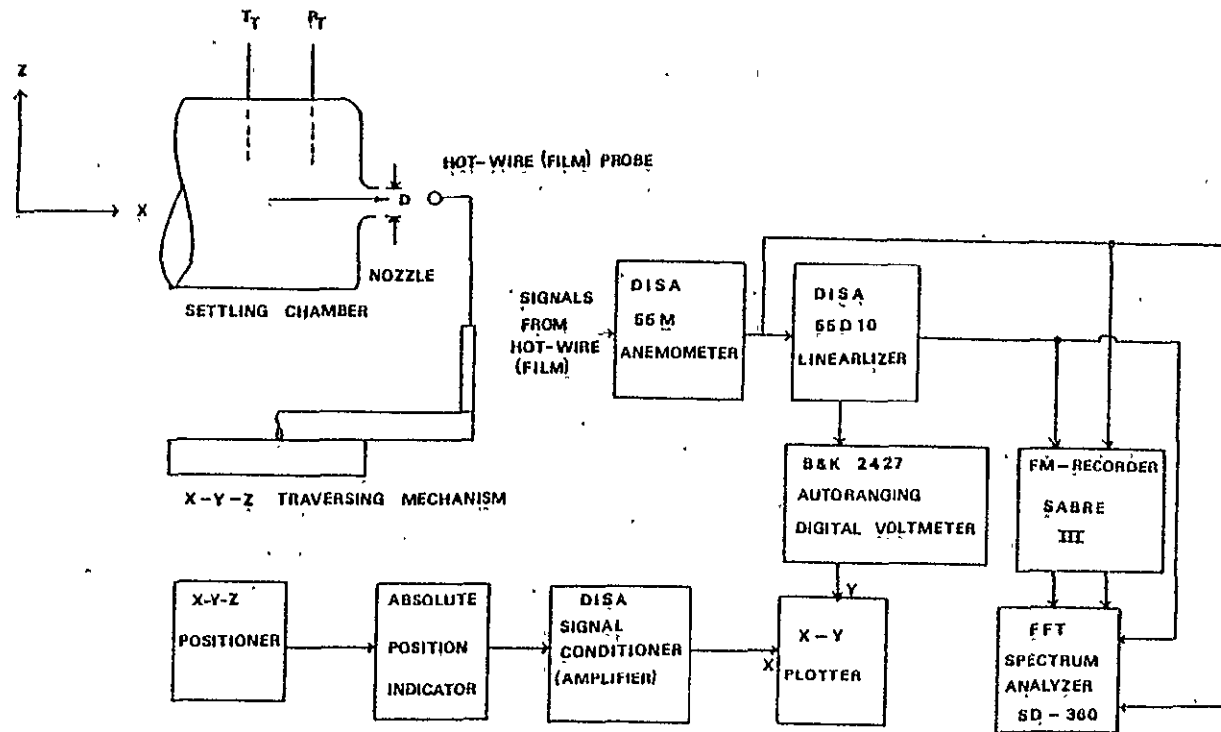 T_T P_T
Z
X
HOT-WIRE (FILM) PROBE
D
NOZZLE
SETTLING CHAMBER
X-Y-Z TRAVERSING MECHANISM
SIGNALS
FROM
HOT-WIRE
(FILM)
DISA
55M
ANEMOMETER
DISA
55D10
LINEARLIZER
B&K 2427
AUTORANGING
DIGITAL VOLTMETER
FM-RECORDER
SABRE
III
X-Y-Z
POSITIONER
ABSOLUTE
POSITION
INDICATOR
DISA
SIGNAL
CONDITIONER
(AMPLIFIER)
Y
X
X-Y
PLOTTER
FFT
SPECTRUM
ANALYZER
SD-360